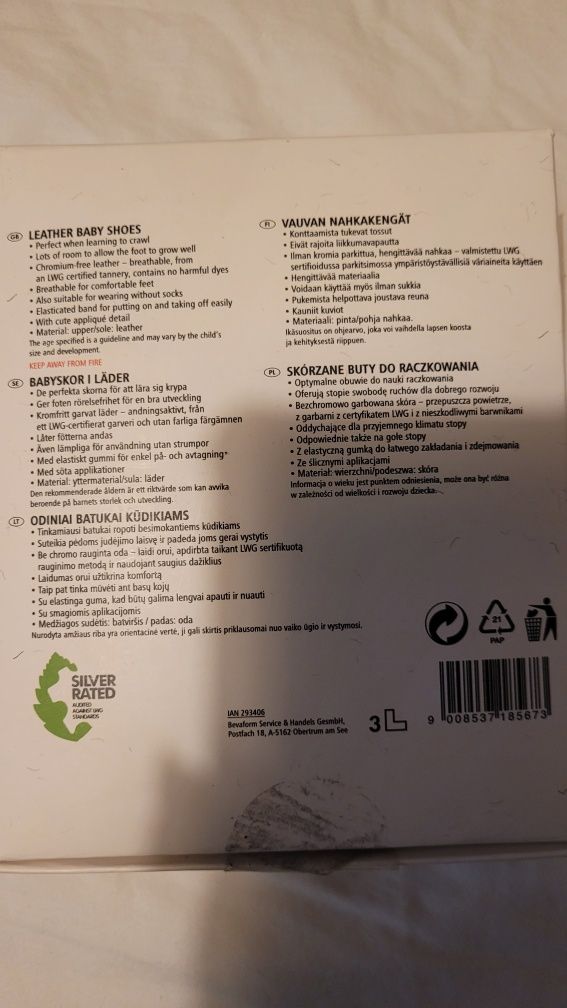 GB LEATHER BABY SHOES
• Perfect when learning to crawl
• Lots of room to allow the foot to grow well
• Chromium-free leather – breathable, from
an LWG certified tannery, contains no harmful dyes
• Breathable for comfortable feet
• Also suitable for wearing without socks
• Elasticated band for putting on and taking off easily
• With cute appliqué detail
• Material: upper/sole: leather
The age specified is a guideline and may vary by the child's
size and development.
KEEP AWAY FROM FIRE
SE BABYSKOR I LÄDER
• De perfekta skorna för att lära sig krypa
• Ger foten rörelsefrihet för en bra utveckling
• Kromfritt garvat läder – andningsaktivt, från
ett LWG-certifierat garveri och utan farliga färgämnen
• Låter fötterna andas
• Även lämpliga för användning utan strumpor
• Med elastiskt gummi för enkel på- och avtagning
• Med söta applikationer
• Material: yttermaterial/sula: läder
Den rekommenderade åldern är ett riktvärde som kan avvika
beroende på barnets storlek och utveckling.
LT ODINIAI BATUKAI KŪDIKIAMS
• Tinkamiausi batukai ropoti besimokantiems kūdikiams
• Suteikia pėdoms judėjimo laisvę ir padeda joms gerai vystytis
• Be chromo rauginta oda – laidi orui, apdirbta taikant LWG sertifikuotą
rauginimo metodą ir naudojant saugius dažiklius
• Laidumas orui užtikrina komfortą
• Taip pat tinka mūvėti ant basų kojų
• Su elastinga guma, kad būtų galima lengvai apauti ir nuauti
• Su smagiomis aplikacijomis
• Medžiagos sudėtis: batviršis / padas: oda
Nurodyta amžiaus riba yra orientacinė vertė, ji gali skirtis priklausomai nuo vaiko ūgio ir vystymosi.
FI VAUVAN NAHKAKENGÄT
• Konttaamista tukevat tossut
• Eivät rajoita liikkumavapautta
• Ilman kromia parkittua, hengittävää nahkaa – valmistettu LWG
sertifioidussa parkitsimossa ympäristöystävällisiä väriaineita käyttäen
• Hengittävää materiaalia
• Voidaan käyttää myös ilman sukkia
• Pukemista helpottava joustava reuna
• Kauniit kuviot
• Materiaali: pinta/pohja nahkaa.
Ikäsuositus on ohjearvo, joka voi vaihdella lapsen koosta
ja kehityksestä riippuen.
PL SKÓRZANE BUTY DO RACZKOWANIA
• Optymalne obuwie do nauki raczkowania
• Oferują stopie swobodę ruchów dla dobrego rozwoju
• Bezchromowo garbowana skóra – przepuszcza powietrze,
z garbarni z certyfikatem LWG i z nieszkodliwymi barwnikami
• Oddychające dla przyjemnego klimatu stopy
• Odpowiednie także na gołe stopy
• Z elastyczną gumką do łatwego zakładania i zdejmowania
• Ze ślicznymi aplikacjami
• Materiał: wierzchni/podeszwa: skóra
Informacja o wieku jest punktem odniesienia, może ona być różna
w zależności od wielkości i rozwoju dziecka.
SILVER
RATED
AUDITED
AGAINST LWG
STANDARDS
IAN 293406
Bevaform Service & Handels GesmbH,
Postfach 18, A-5162 Obertrum am See
3L
21
PAP
9 008537 185673